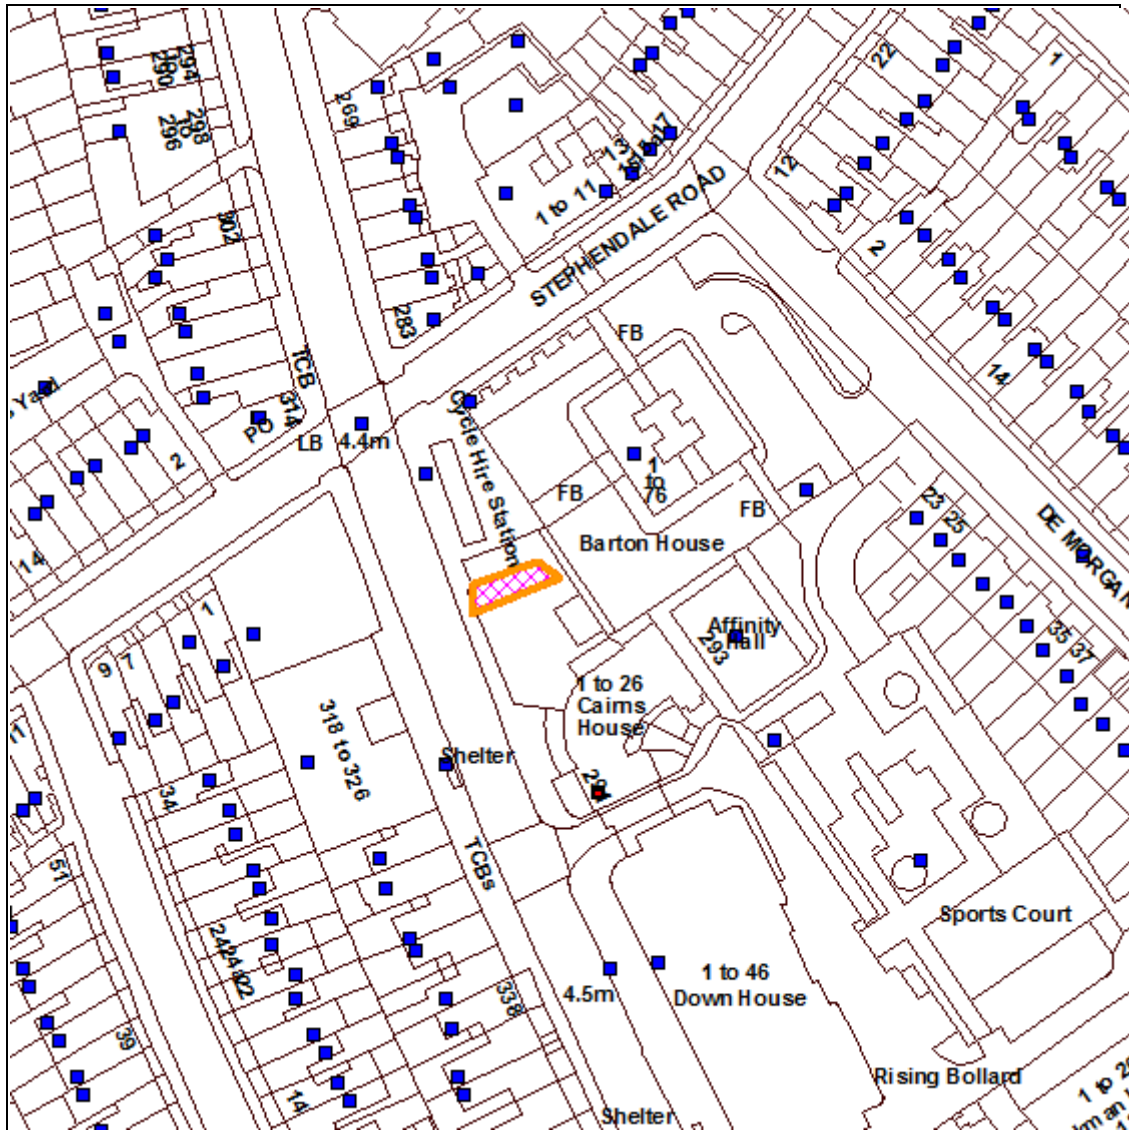 294
290
298
to
296
269
22
1
13
17
12
1 to 11
STEPHENDALE ROAD
302
2
283
FB
TCB
14
314
PO
LB
4.4m
Cycle Hire Station
2
1
to
76
FB
FB
23
25
DE MORGAN
Barton House
14
1
9
7
Affinity
Hall
293
35
37
1 to 26
Cairns
House
318 to 326
11
Shelter
291
34
TCBs
51
Sports Court
242
1 to 46
Down House
4.5m
338
39
Rising Bollard
14
Shelter